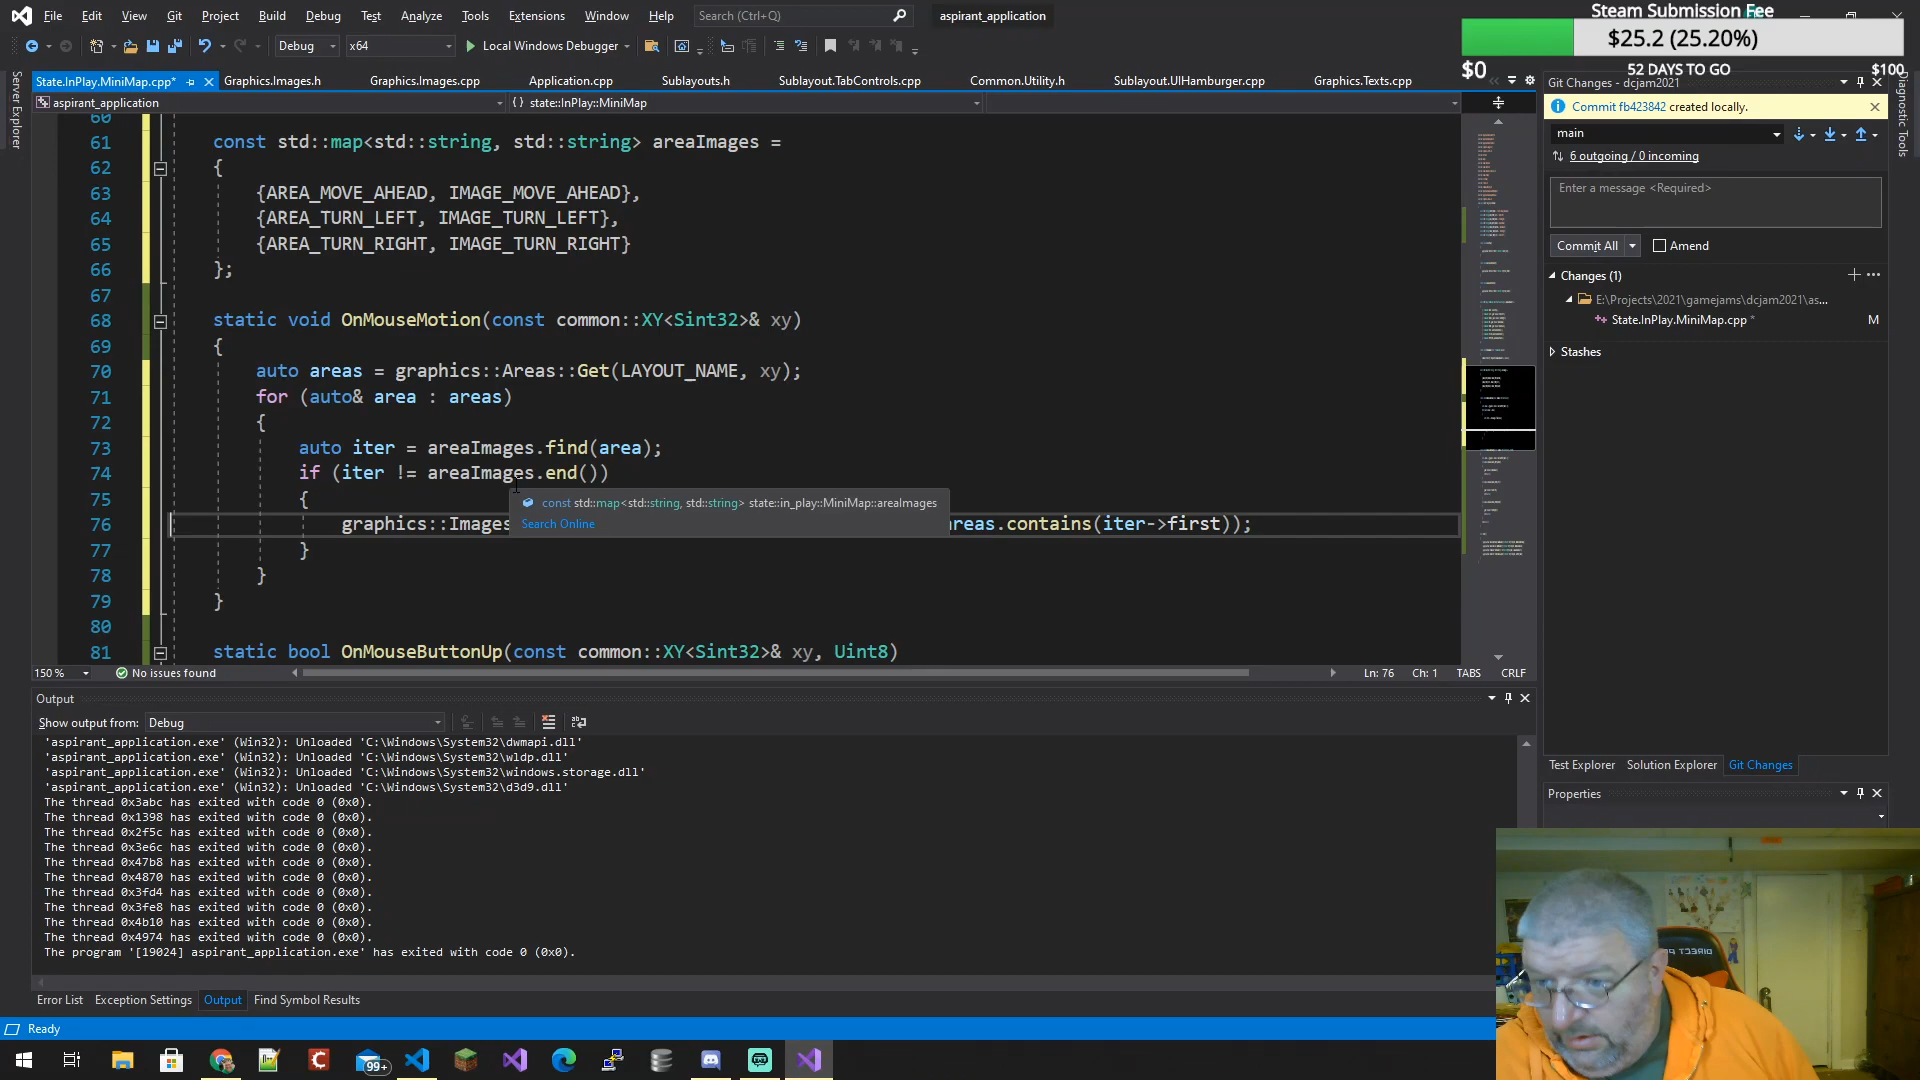 File Edit View Git Project Build Debug Test Analyze Tools Extensions Window Help Search (Ctrl+Q) aspirant_application
Steam Submission Fee
$25.2 (25.20%)
$0 52 DAYS TO GO $100
Debug x64 Local Windows Debugger
Server Explorer
State.InPlay.MiniMap.cpp* Graphics.Images.h Graphics.Images.cpp Application.cpp Sublayouts.h Sublayout.TabControls.cpp Common.Utility.h Sublayout.UIHamburger.cpp Graphics.Texts.cpp
aspirant_application {} state::InPlay::MiniMap
60
61 const std::map<std::string, std::string> areaImages =
62 {
63 {AREA_MOVE_AHEAD, IMAGE_MOVE_AHEAD},
64 {AREA_TURN_LEFT, IMAGE_TURN_LEFT},
65 {AREA_TURN_RIGHT, IMAGE_TURN_RIGHT}
66 };
67
68 static void OnMouseMotion(const common::XY<Sint32>& xy)
69 {
70 auto areas = graphics::Areas::Get(LAYOUT_NAME, xy);
71 for (auto& area : areas)
72 {
73 auto iter = areaImages.find(area);
74 if (iter != areaImages.end())
75 {
const std::map<std::string, std::string> state::in_play::MiniMap::areaImages
Search Online
76 graphics::Images reas.contains(iter->first));
77 }
78 }
79 }
80
81 static bool OnMouseButtonUp(const common::XY<Sint32>& xy, Uint8)
150 % No issues found Ln: 76 Ch: 1 TABS CRLF
Output
Show output from: Debug
'aspirant_application.exe' (Win32): Unloaded 'C:\Windows\System32\dwmapi.dll'
'aspirant_application.exe' (Win32): Unloaded 'C:\Windows\System32\wldp.dll'
'aspirant_application.exe' (Win32): Unloaded 'C:\Windows\System32\windows.storage.dll'
'aspirant_application.exe' (Win32): Unloaded 'C:\Windows\System32\d3d9.dll'
The thread 0x3abc has exited with code 0 (0x0).
The thread 0x1398 has exited with code 0 (0x0).
The thread 0x2f5c has exited with code 0 (0x0).
The thread 0x3e6c has exited with code 0 (0x0).
The thread 0x47b8 has exited with code 0 (0x0).
The thread 0x4870 has exited with code 0 (0x0).
The thread 0x3fd4 has exited with code 0 (0x0).
The thread 0x3fe8 has exited with code 0 (0x0).
The thread 0x4b10 has exited with code 0 (0x0).
The thread 0x4974 has exited with code 0 (0x0).
The program '[19024] aspirant_application.exe' has exited with code 0 (0x0).
Error List Exception Settings Output Find Symbol Results
Ready
Git Changes - dcjam2021
Commit fb423842 created locally.
main
6 outgoing / 0 incoming
Enter a message <Required>
Commit All Amend
Changes (1)
E:\Projects\2021\gamejams\dcjam2021\as...
State.InPlay.MiniMap.cpp * M
Stashes
Test Explorer Solution Explorer Git Changes
Properties
Diagnostic Tools
99+